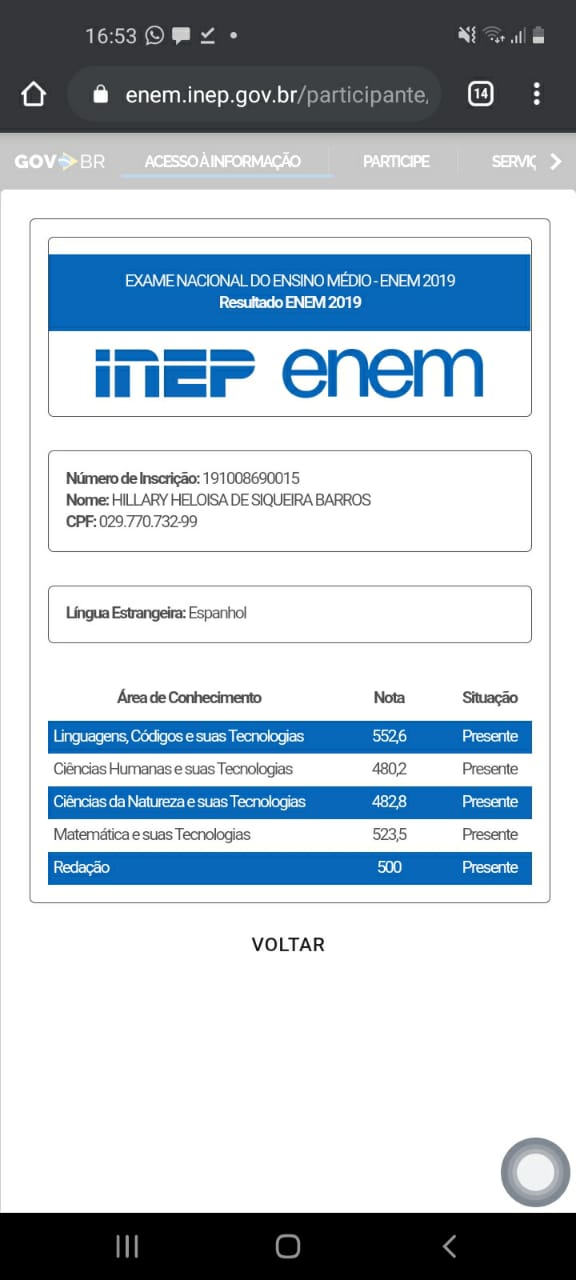 16:53
enem.inep.gov.br/participante,
14
GOV BR ACESSO À INFORMAÇÃO PARTICIPE SERVIÇ
EXAME NACIONAL DO ENSINO MÉDIO - ENEM 2019
Resultado ENEM 2019
inep enem
Número de Inscrição: 191008690015
Nome: HILLARY HELOISA DE SIQUEIRA BARROS
CPF: 029.770.732-99
Língua Estrangeira: Espanhol
Área de Conhecimento Nota Situação
Linguagens, Códigos e suas Tecnologias 552,6 Presente
Ciências Humanas e suas Tecnologias 480,2 Presente
Ciências da Natureza e suas Tecnologias 482,8 Presente
Matemática e suas Tecnologias 523,5 Presente
Redação 500 Presente
VOLTAR